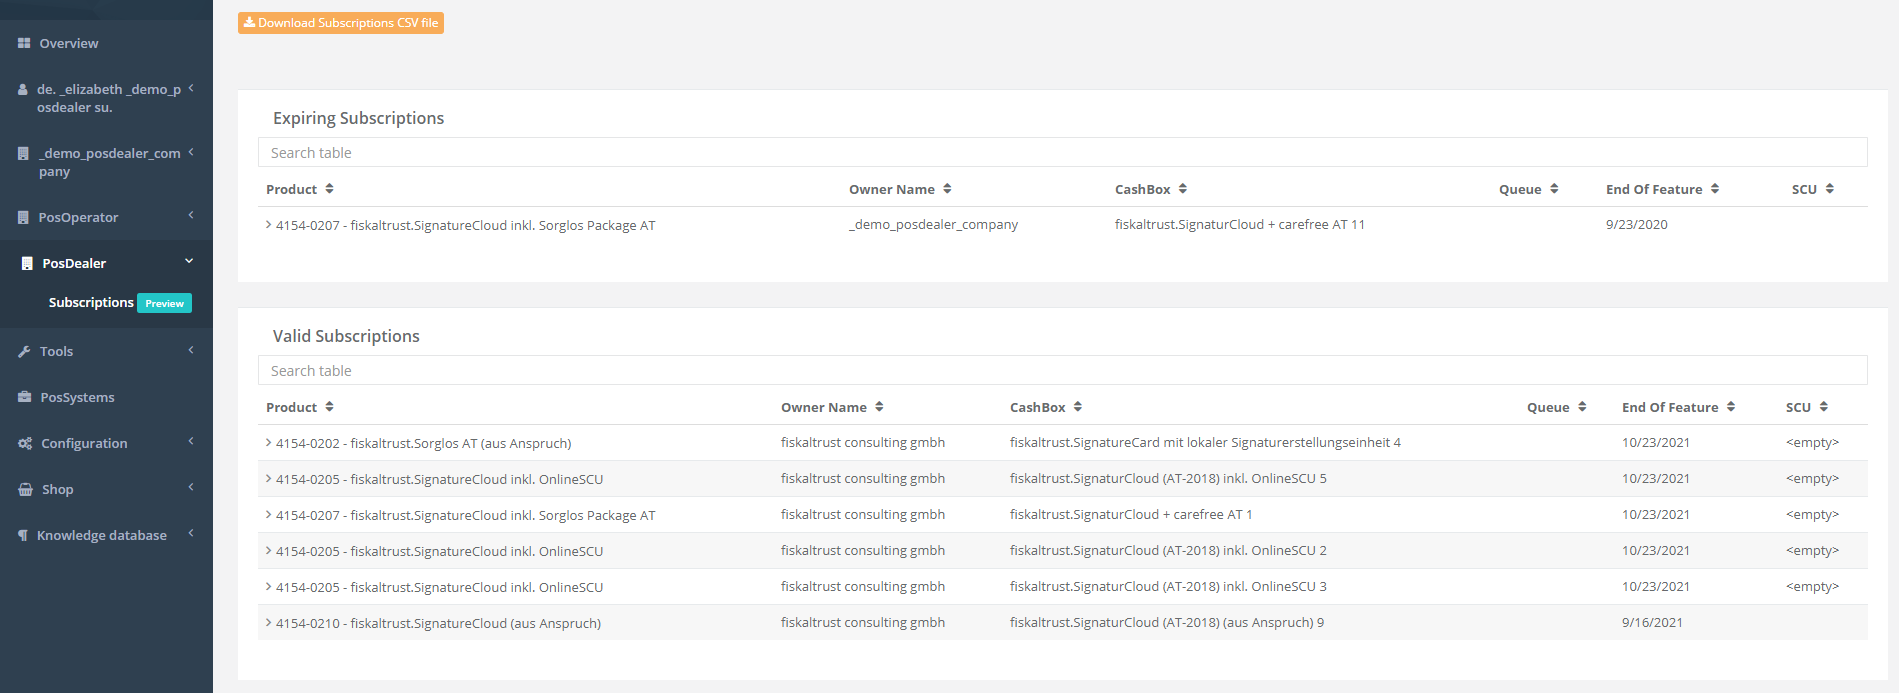 Download Subscriptions CSV file
Overview
de. _elizabeth _demo_p
osdealer su.
_demo_posdealer_com
pany
PosOperator
PosDealer
Subscriptions Preview
Tools
PosSystems
Configuration
Shop
Knowledge database
Expiring Subscriptions
Search table
Product Owner Name CashBox Queue End Of Feature SCU
4154-0207 - fiskaltrust.SignatureCloud inkl. Sorglos Package AT _demo_posdealer_company fiskaltrust.SignaturCloud + carefree AT 11 9/23/2020
Valid Subscriptions
Search table
Product Owner Name CashBox Queue End Of Feature SCU
4154-0202 - fiskaltrust.Sorglos AT (aus Anspruch) fiskaltrust consulting gmbh fiskaltrust.SignatureCard mit lokaler Signaturerstellungseinheit 4 10/23/2021 <empty>
4154-0205 - fiskaltrust.SignatureCloud inkl. OnlineSCU fiskaltrust consulting gmbh fiskaltrust.SignaturCloud (AT-2018) inkl. OnlineSCU 5 10/23/2021 <empty>
4154-0207 - fiskaltrust.SignatureCloud inkl. Sorglos Package AT fiskaltrust consulting gmbh fiskaltrust.SignaturCloud + carefree AT 1 10/23/2021 <empty>
4154-0205 - fiskaltrust.SignatureCloud inkl. OnlineSCU fiskaltrust consulting gmbh fiskaltrust.SignaturCloud (AT-2018) inkl. OnlineSCU 2 10/23/2021 <empty>
4154-0205 - fiskaltrust.SignatureCloud inkl. OnlineSCU fiskaltrust consulting gmbh fiskaltrust.SignaturCloud (AT-2018) inkl. OnlineSCU 3 10/23/2021 <empty>
4154-0210 - fiskaltrust.SignatureCloud (aus Anspruch) fiskaltrust consulting gmbh fiskaltrust.SignaturCloud (AT-2018) (aus Anspruch) 9 9/16/2021